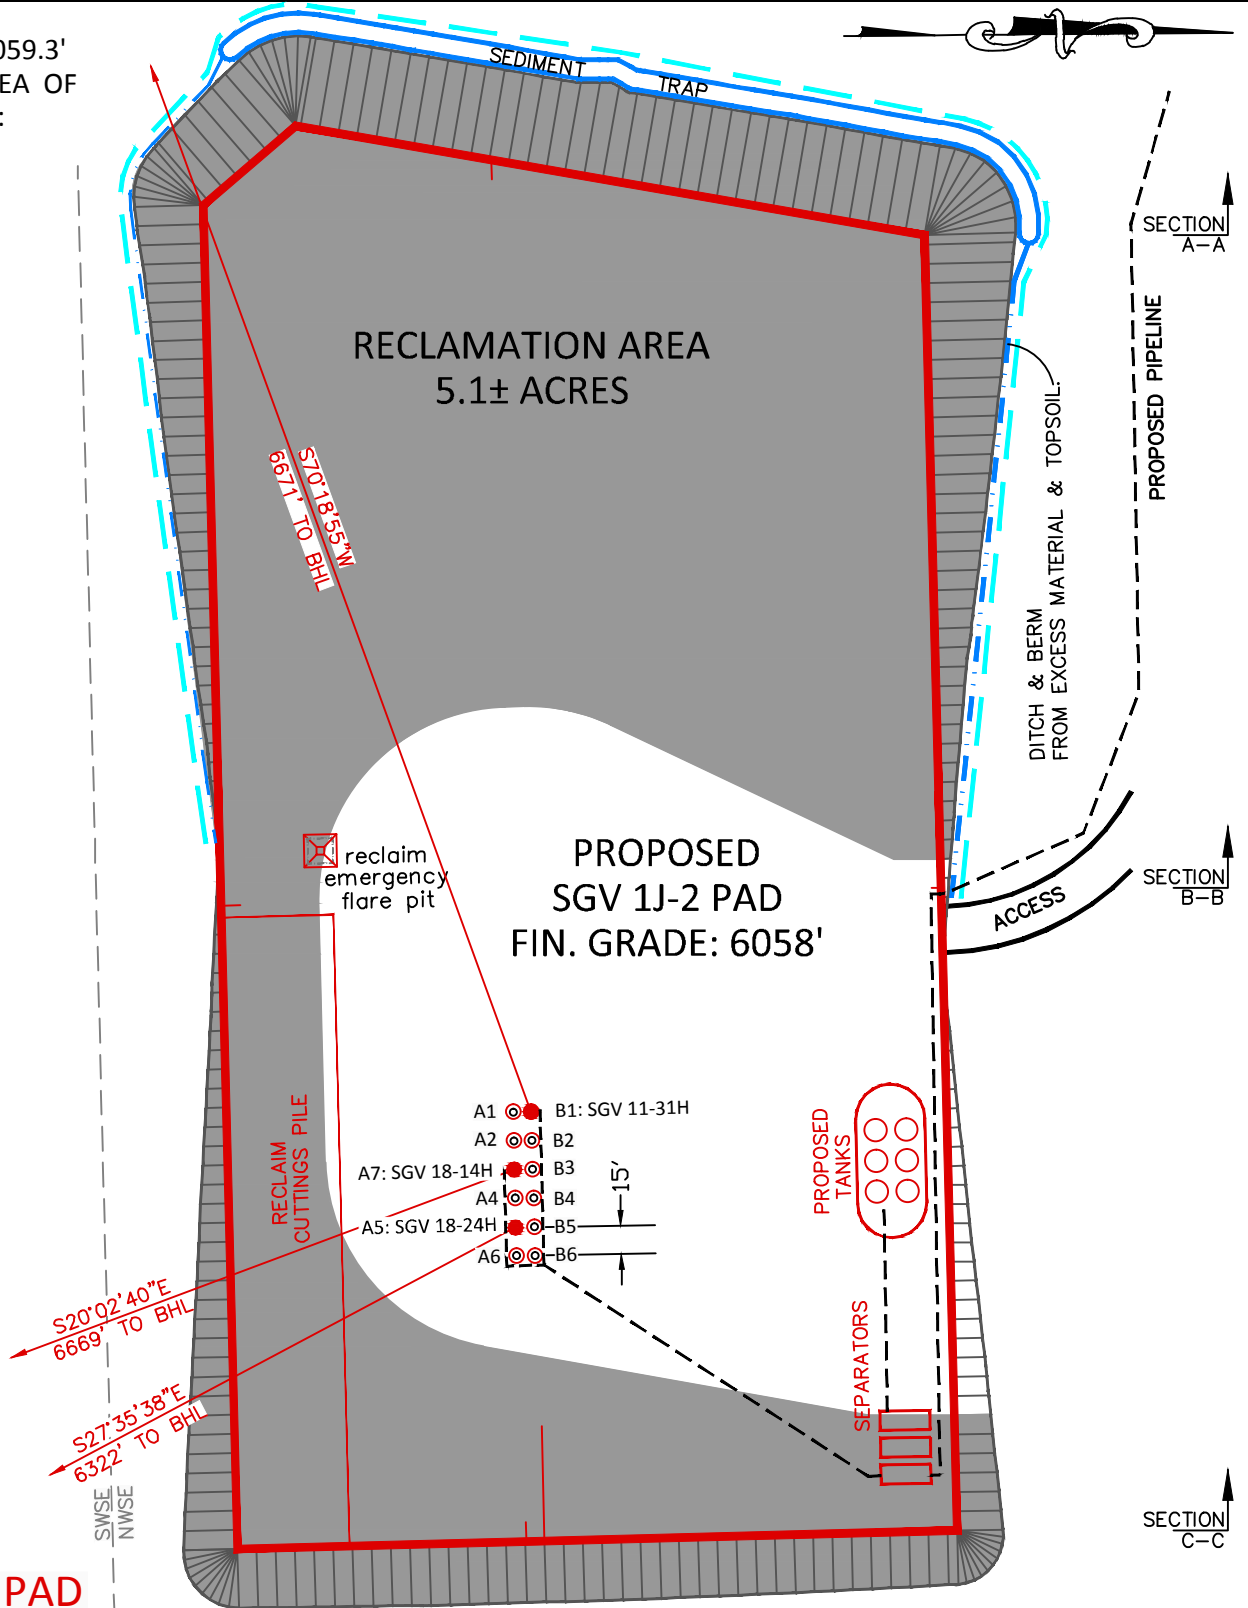 059.3'
EA OF
:
SEDIMENT TRAP
SECTION
A-A
RECLAMATION AREA
5.1± ACRES
PROPOSED PIPELINE
S70°18'55"W
6671' TO BHL
DITCH & BERM
FROM EXCESS MATERIAL & TOPSOIL.
reclaim
emergency
flare pit
PROPOSED
SGV 1J-2 PAD
FIN. GRADE: 6058'
SECTION
B-B
ACCESS
A1
B1: SGV 11-31H
A2
B2
A7: SGV 18-14H
B3
A4
B4
A5: SGV 18-24H
B5
A6
B6
15'
RECLAIM
CUTTINGS PILE
PROPOSED
TANKS
S20°02'40"E
6669' TO BHL
S27°35'38"E
6322' TO BHL
SEPARATORS
SWSE
NWSE
SECTION
C-C
PAD